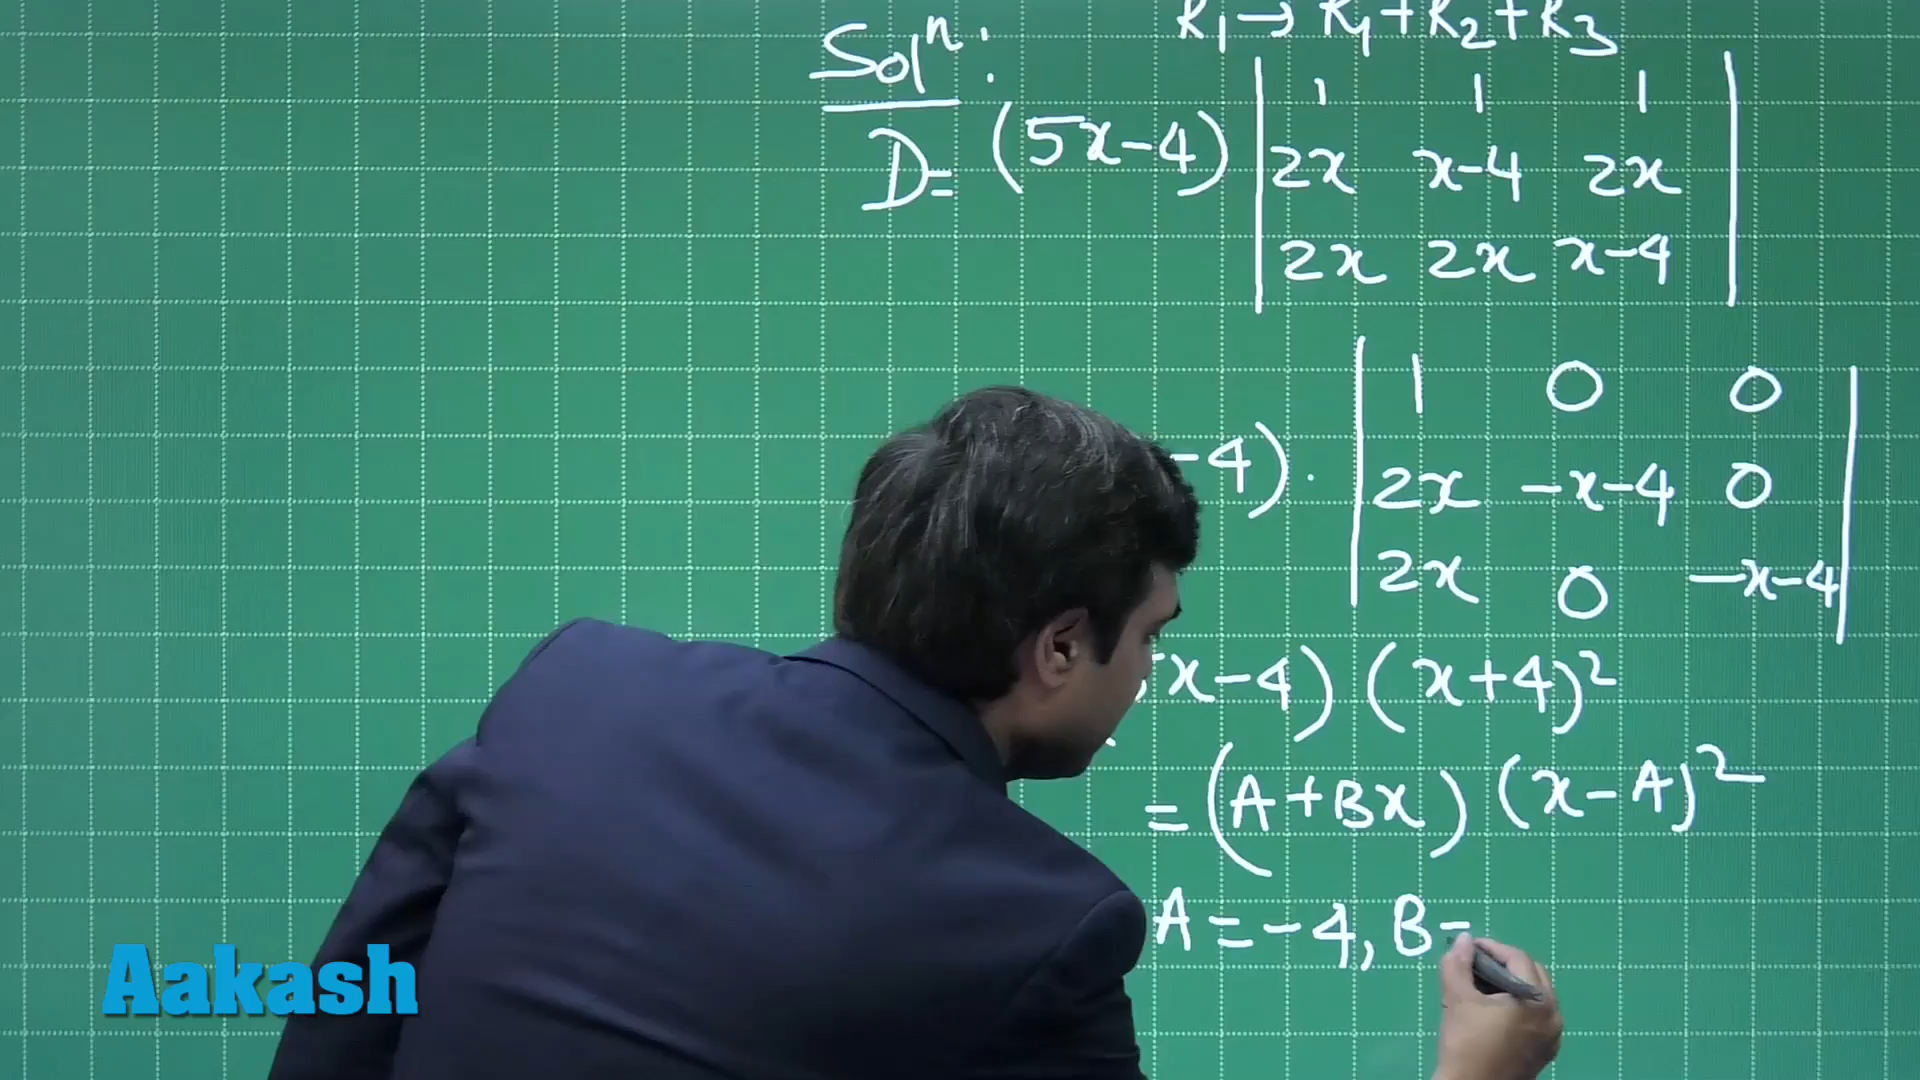 Solⁿ: R₁→R₁+R₂+R₃
D= (5x-4) | 1 1 1 |
| 2x x-4 2x |
| 2x 2x x-4 |
| 1 0 0 |
-4). | 2x -x-4 0 |
| 2x 0 -x-4 |
x-4) (x+4)²
= (A+Bx) (x-A)²
A=-4, B=
Aakash